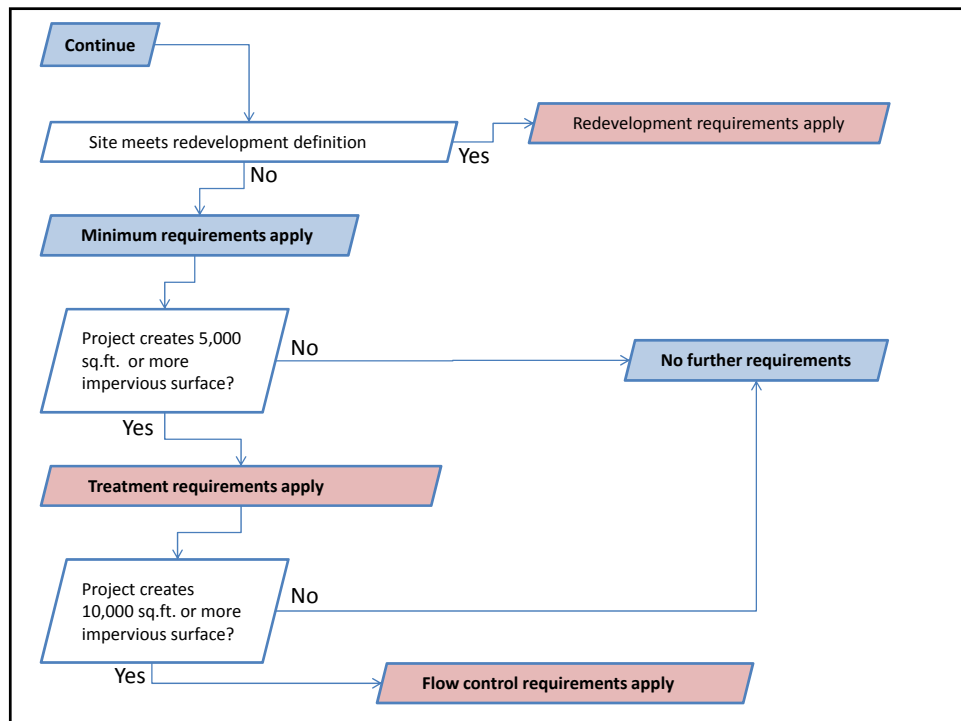 Continue
Site meets redevelopment definition
Redevelopment requirements apply
Yes
No
Minimum requirements apply
Project creates 5,000
sq.ft. or more
impervious surface?
No
No further requirements
Yes
Treatment requirements apply
Project creates
10,000 sq.ft. or more
impervious surface?
No
Yes
Flow control requirements apply